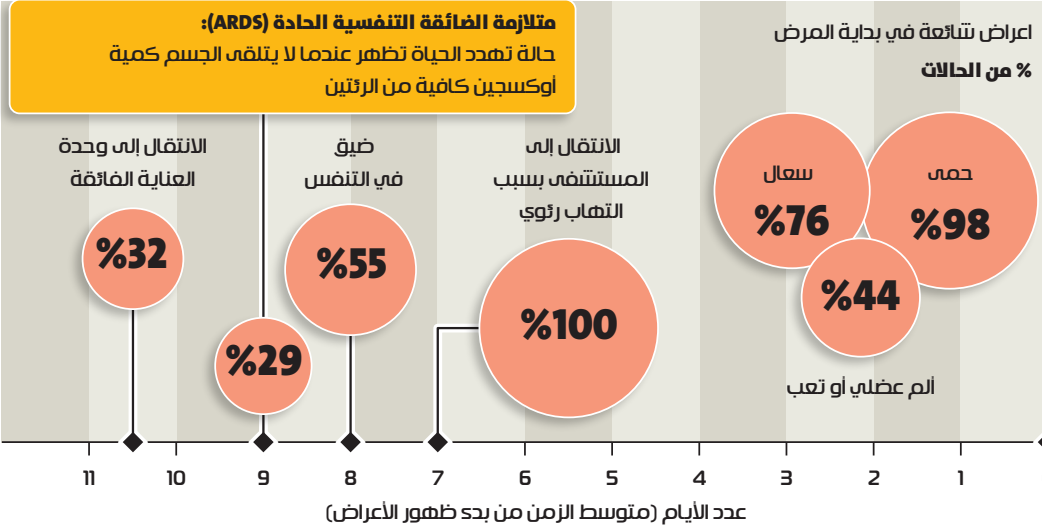 اعراض شائعة في بداية المرض
% من الحالات
حمى
%98
سعال
%76
%44
ألم عضلي أو تعب
الانتقال إلى
المستشفى بسبب
التهاب رئوي
%100
ضيق
في التنفس
%55
متلازمة الضائقة التنفسية الحادة (ARDS):
حالة تهدد الحياة تظهر عندما لا يتلقى الجسم كمية
أوكسجين كافية من الرئتين
%29
الانتقال إلى وحدة
العناية الفائقة
%32
1 2 3 4 5 6 7 8 9 10 11
عدد الأيام (متوسط الزمن من بدء ظهور الأعراض)